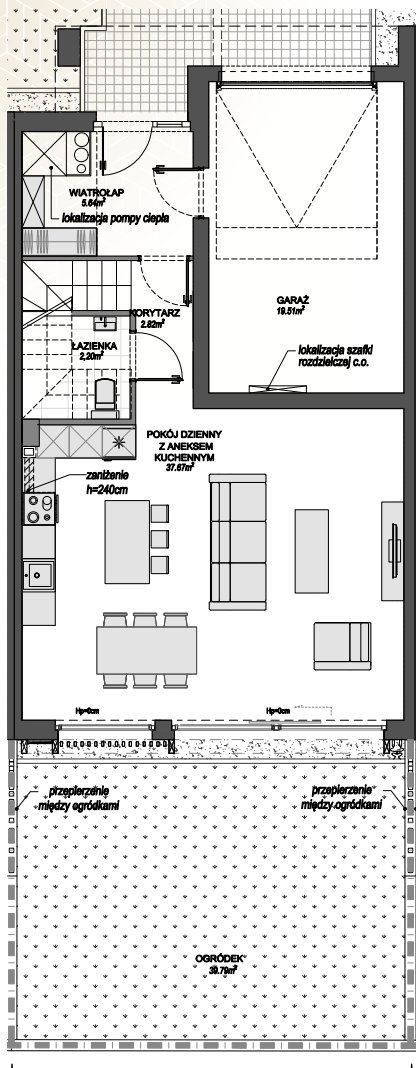 WIATROŁAP
5.64m²
lokalizacja pompy ciepła
GARAŻ
19.51m²
KORYTARZ
2.82m²
ŁAZIENKA
2,20m²
lokalizacja szafki
rozdzielczej c.o.
POKÓJ DZIENNY
Z ANEKSEM
KUCHENNYM
37.67m²
zaniżenie
h=240cm
Hp=0cm
Hp=0cm
przepierzenie
między ogródkami
przepierzenie
między ogródkami
OGRÓDEK
39.79m²